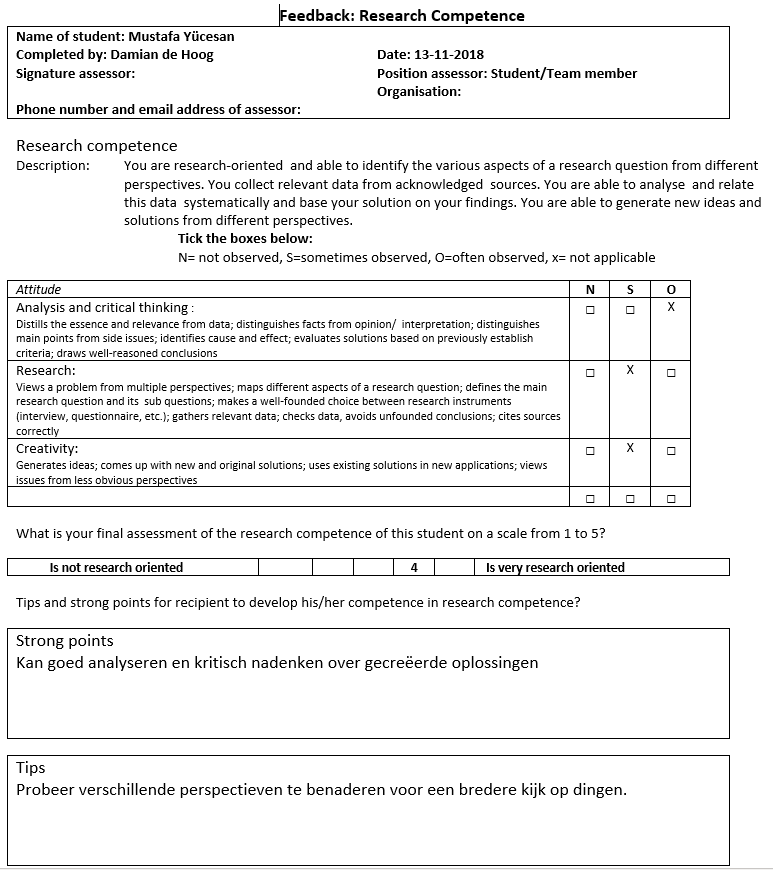 Feedback: Research Competence
Name of student: Mustafa Yücesan
Completed by: Damian de Hoog Date: 13-11-2018
Signature assessor: Position assessor: Student/Team member
Organisation:
Phone number and email address of assessor:
Research competence
Description: You are research-oriented and able to identify the various aspects of a research question from different
perspectives. You collect relevant data from acknowledged sources. You are able to analyse and relate
this data systematically and base your solution on your findings. You are able to generate new ideas and
solutions from different perspectives.
Tick the boxes below:
N= not observed, S=sometimes observed, O=often observed, x= not applicable
Attitude N S O
Analysis and critical thinking : □ □ X
Distills the essence and relevance from data; distinguishes facts from opinion/ interpretation; distinguishes
main points from side issues; identifies cause and effect; evaluates solutions based on previously establish
criteria; draws well-reasoned conclusions
Research: □ X □
Views a problem from multiple perspectives; maps different aspects of a research question; defines the main
research question and its sub questions; makes a well-founded choice between research instruments
(interview, questionnaire, etc.); gathers relevant data; checks data, avoids unfounded conclusions; cites sources
correctly
Creativity: □ X □
Generates ideas; comes up with new and original solutions; uses existing solutions in new applications; views
issues from less obvious perspectives
□ □ □
What is your final assessment of the research competence of this student on a scale from 1 to 5?
Is not research oriented 4 Is very research oriented
Tips and strong points for recipient to develop his/her competence in research competence?
Strong points
Kan goed analyseren en kritisch nadenken over gecreëerde oplossingen
Tips
Probeer verschillende perspectieven te benaderen voor een bredere kijk op dingen.